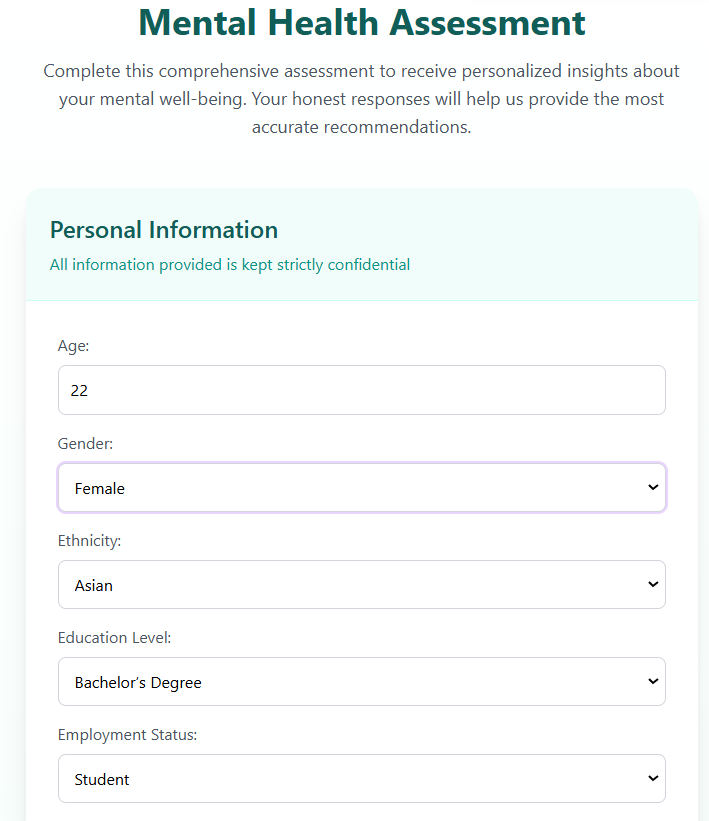 Mental Health Assessment
Complete this comprehensive assessment to receive personalized insights about
your mental well-being. Your honest responses will help us provide the most
accurate recommendations.
Personal Information
All information provided is kept strictly confidential
Age:
22
Gender:
Female
Ethnicity:
Asian
Education Level:
Bachelor's Degree
Employment Status:
Student